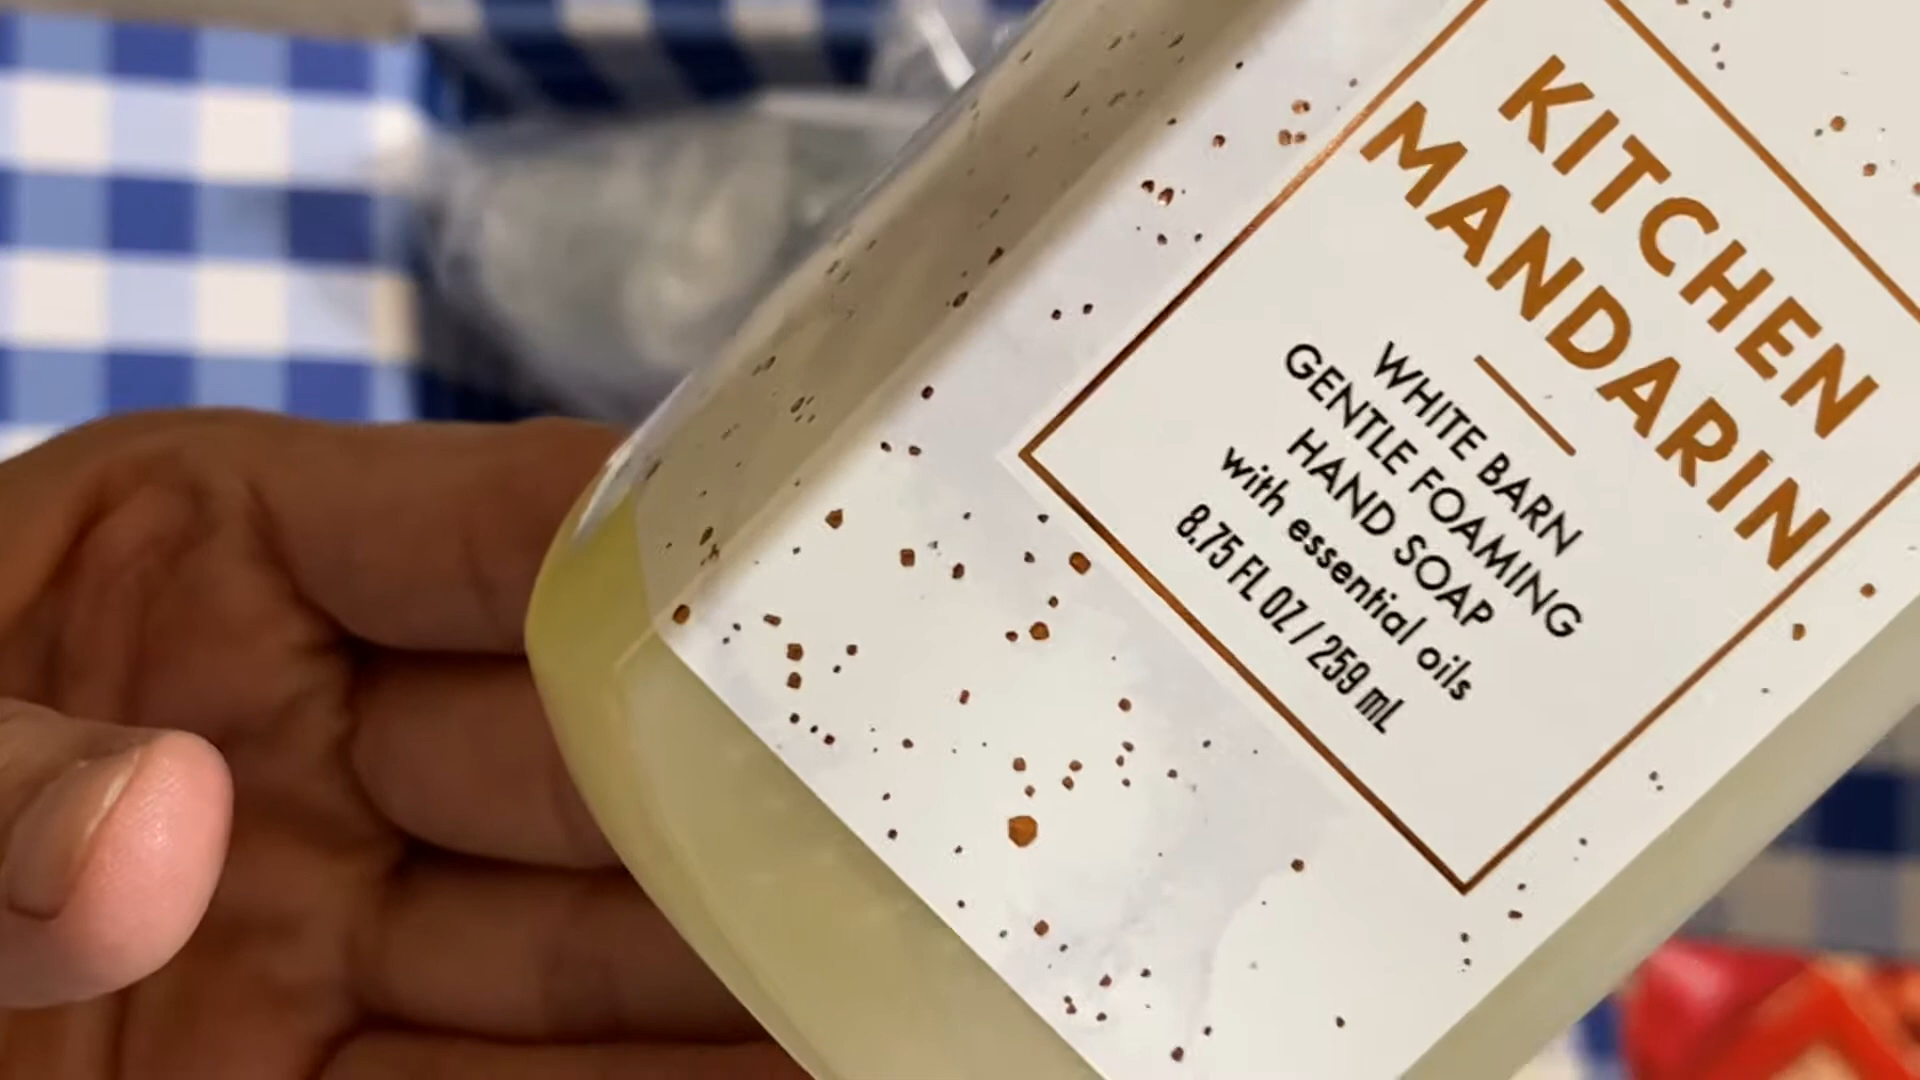 KITCHEN
MANDARIN
WHITE BARN
GENTLE FOAMING
HAND SOAP
with essential oils
8.75 FL OZ / 259 mL